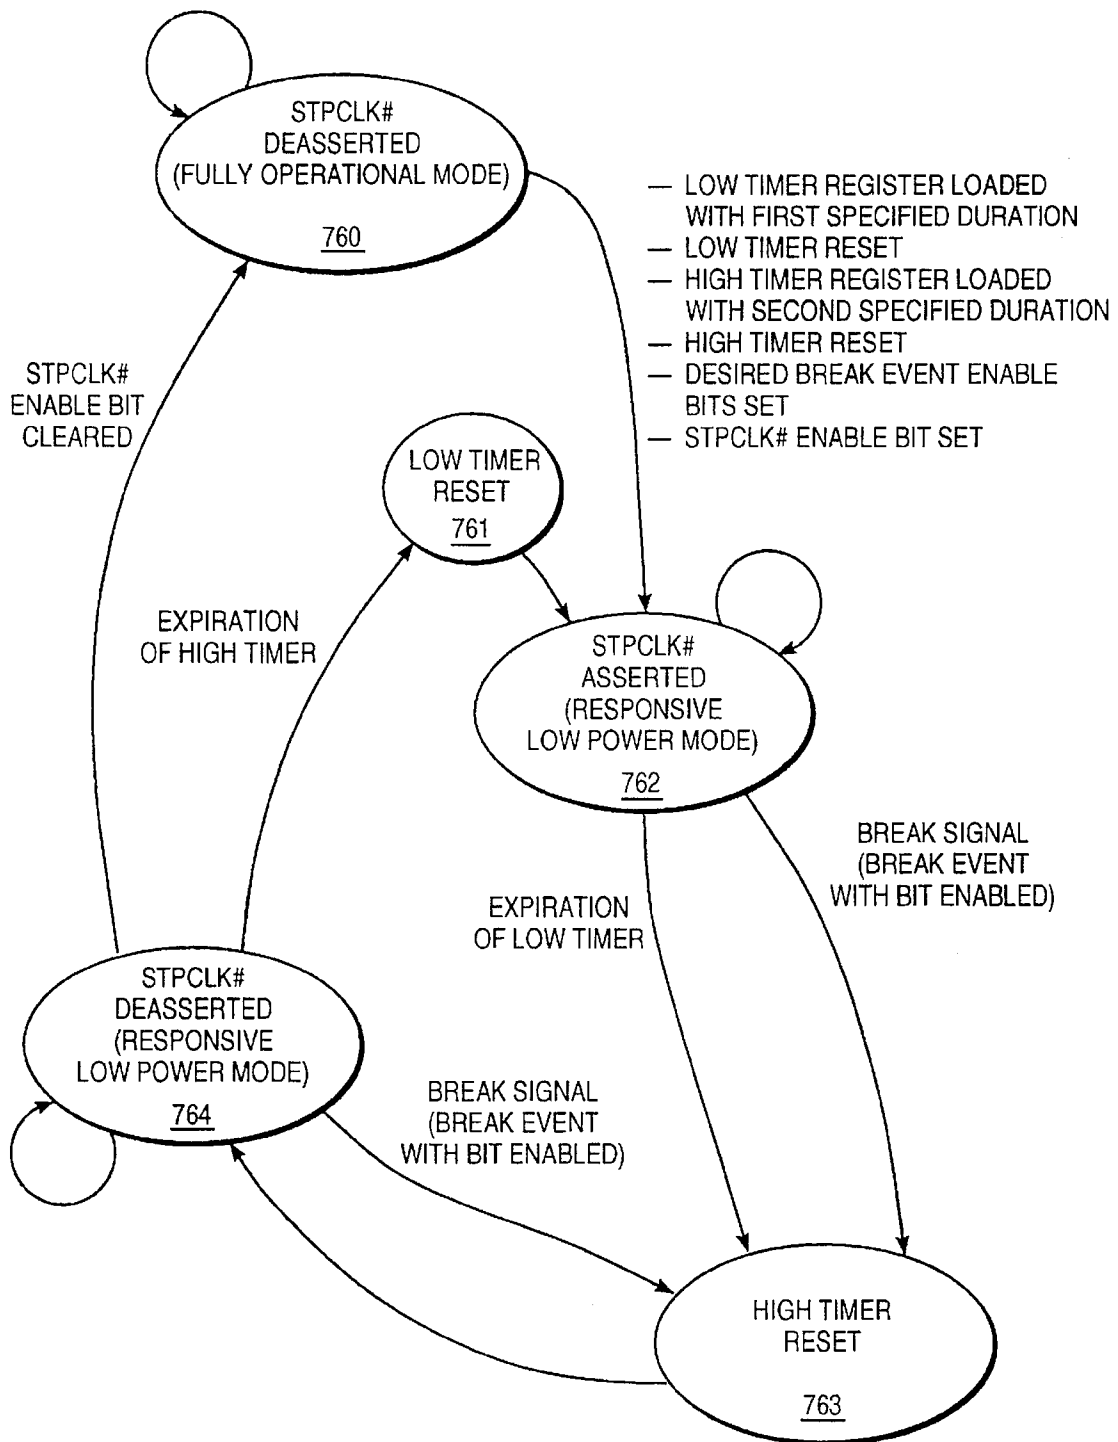 STPCLK#
DEASSERTED
(FULLY OPERATIONAL MODE)
760
— LOW TIMER REGISTER LOADED
WITH FIRST SPECIFIED DURATION
— LOW TIMER RESET
— HIGH TIMER REGISTER LOADED
WITH SECOND SPECIFIED DURATION
— HIGH TIMER RESET
— DESIRED BREAK EVENT ENABLE
BITS SET
— STPCLK# ENABLE BIT SET
STPCLK#
ENABLE BIT
CLEARED
LOW TIMER
RESET
761
EXPIRATION
OF HIGH TIMER
STPCLK#
ASSERTED
(RESPONSIVE
LOW POWER MODE)
762
BREAK SIGNAL
(BREAK EVENT
WITH BIT ENABLED)
EXPIRATION
OF LOW TIMER
STPCLK#
DEASSERTED
(RESPONSIVE
LOW POWER MODE)
764
BREAK SIGNAL
(BREAK EVENT
WITH BIT ENABLED)
HIGH TIMER
RESET
763